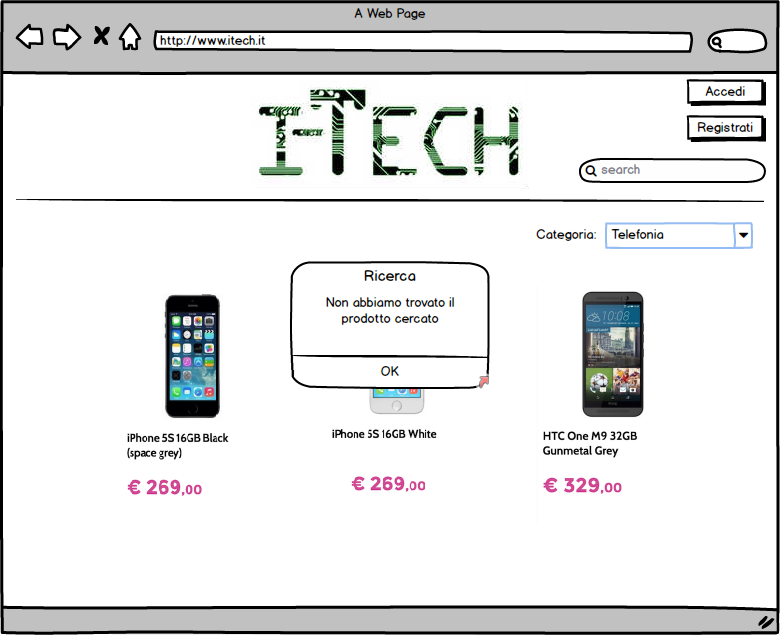 A Web Page
http://www.itech.it
ITECH
Accedi
Registrati
search
Categoria: Telefonia
Ricerca
Non abbiamo trovato il
prodotto cercato
OK
10:08
iPhone 5S 16GB Black
(space grey)
€ 269,00
iPhone 5S 16GB White
€ 269,00
HTC One M9 32GB
Gunmetal Grey
€ 329,00